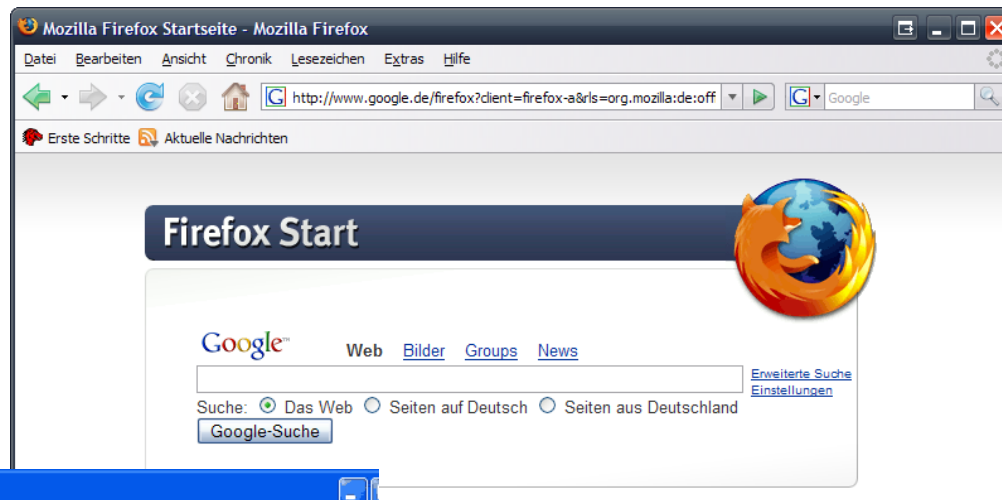 Mozilla Firefox Startseite - Mozilla Firefox
Datei Bearbeiten Ansicht Chronik Lesezeichen Extras Hilfe
http://www.google.de/firefox?client=firefox-a&rls=org.mozilla:de:off Google
Erste Schritte Aktuelle Nachrichten
Firefox Start
Google™ Web Bilder Groups News
Erweiterte Suche
Einstellungen
Suche: Das Web Seiten auf Deutsch Seiten aus Deutschland
Google-Suche